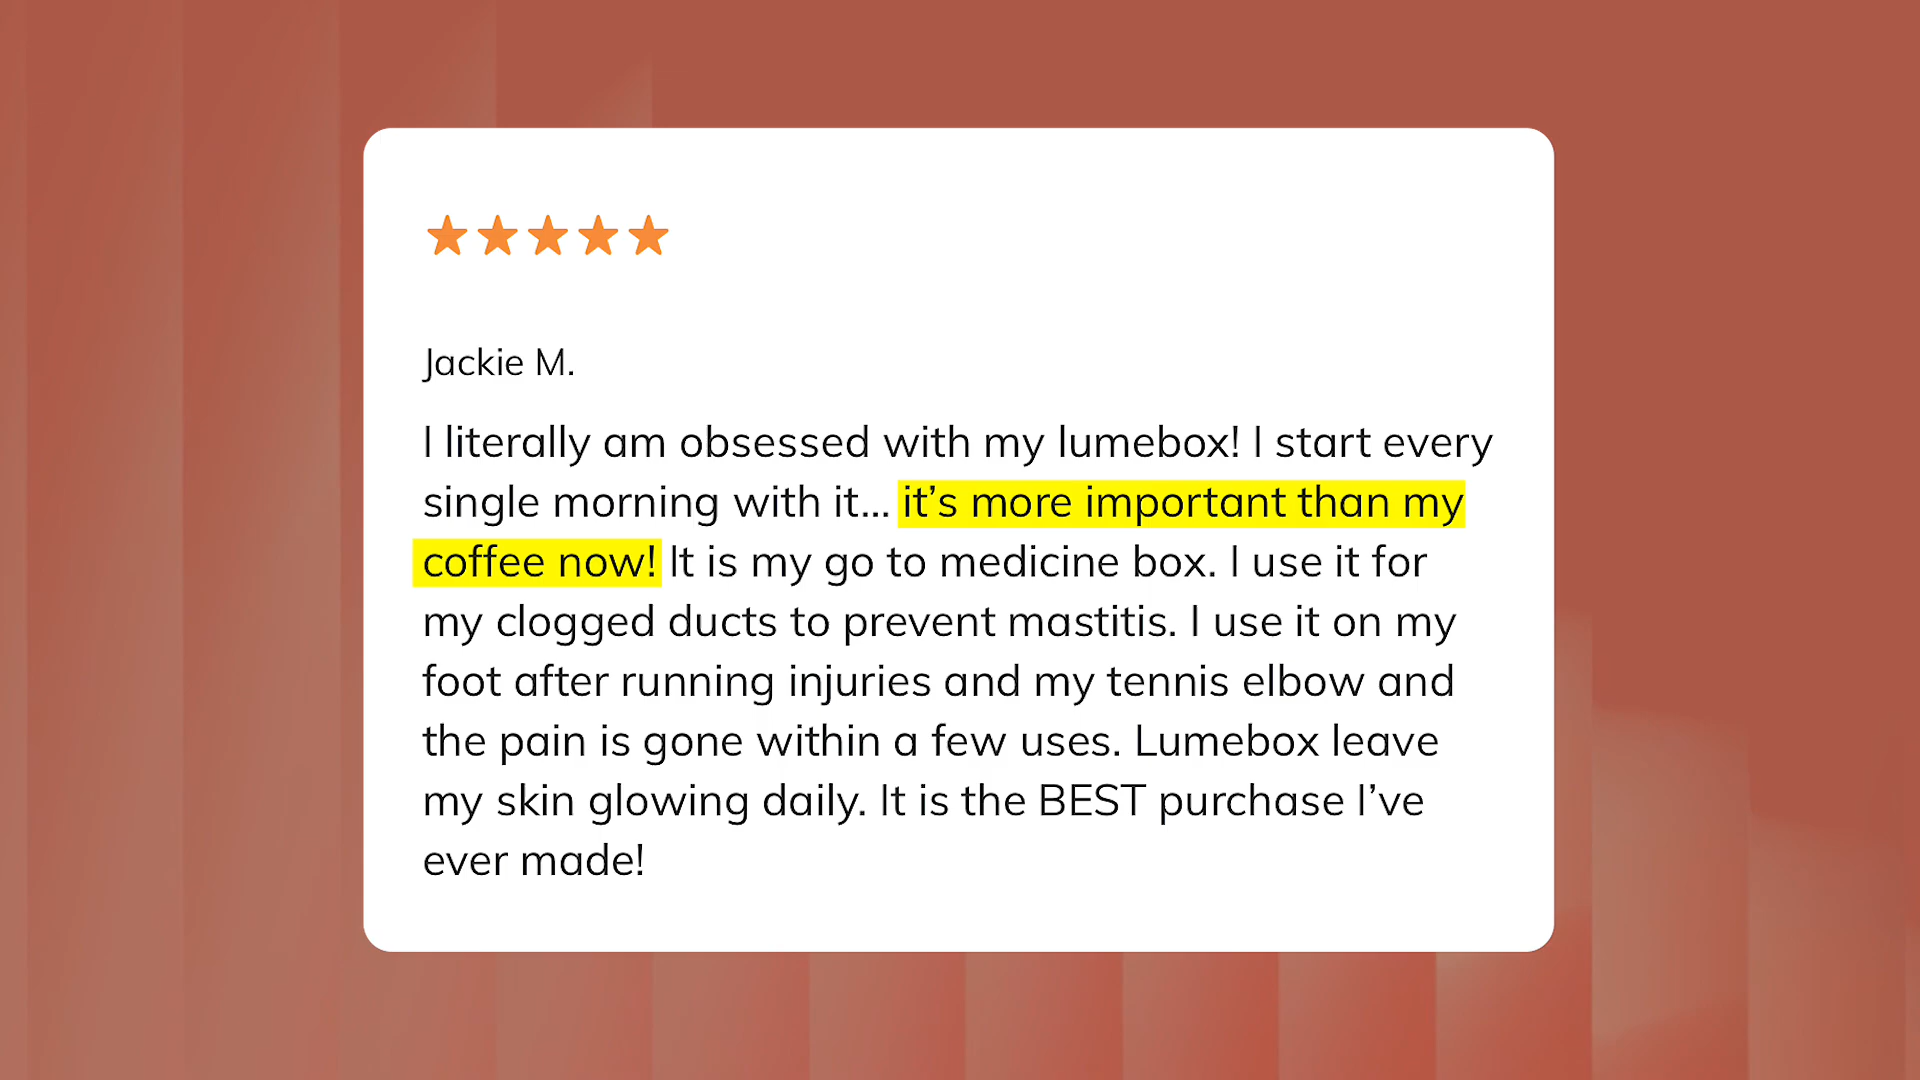 Jackie M.
I literally am obsessed with my lumebox! I start every
single morning with it... it’s more important than my
coffee now! It is my go to medicine box. I use it for
my clogged ducts to prevent mastitis. I use it on my
foot after running injuries and my tennis elbow and
the pain is gone within a few uses. Lumebox leave
my skin glowing daily. It is the BEST purchase I’ve
ever made!